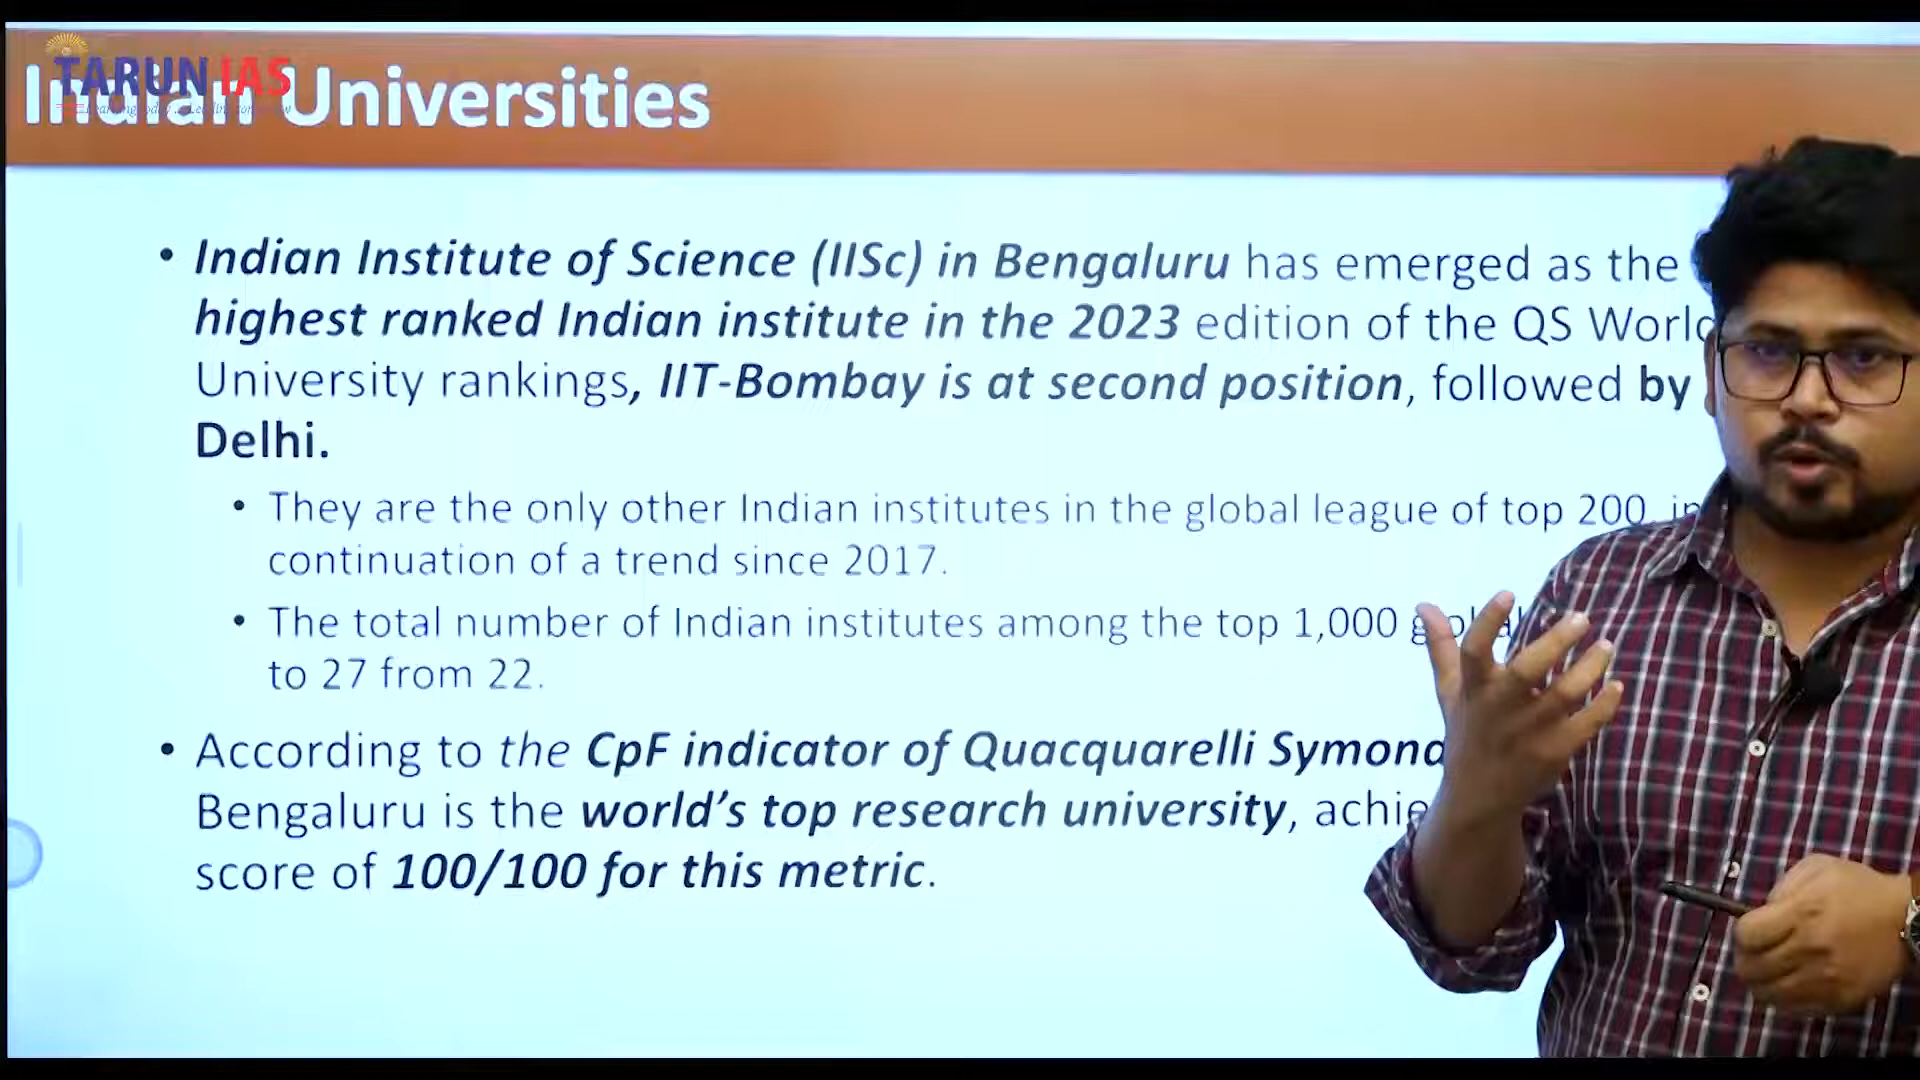 TARUN IAS
Indian Universities
• Indian Institute of Science (IISc) in Bengaluru has emerged as the
highest ranked Indian institute in the 2023 edition of the QS World
University rankings, IIT-Bombay is at second position, followed by
Delhi.
• They are the only other Indian institutes in the global league of top 200, in
continuation of a trend since 2017.
• The total number of Indian institutes among the top 1,000 global
to 27 from 22.
• According to the CpF indicator of Quacquarelli Symond
Bengaluru is the world's top research university, achie
score of 100/100 for this metric.